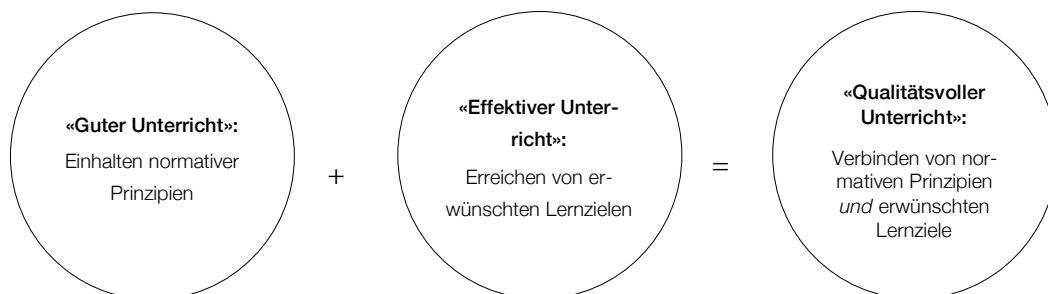 «Guter Unterricht»:
Einhalten normativer
Prinzipien
+
«Effektiver Unter-
richt»:
Erreichen von er-
wünschten Lernzielen
=
«Qualitätsvoller
Unterricht»:
Verbinden von nor-
mativen Prinzipien
und erwünschten
Lernziele